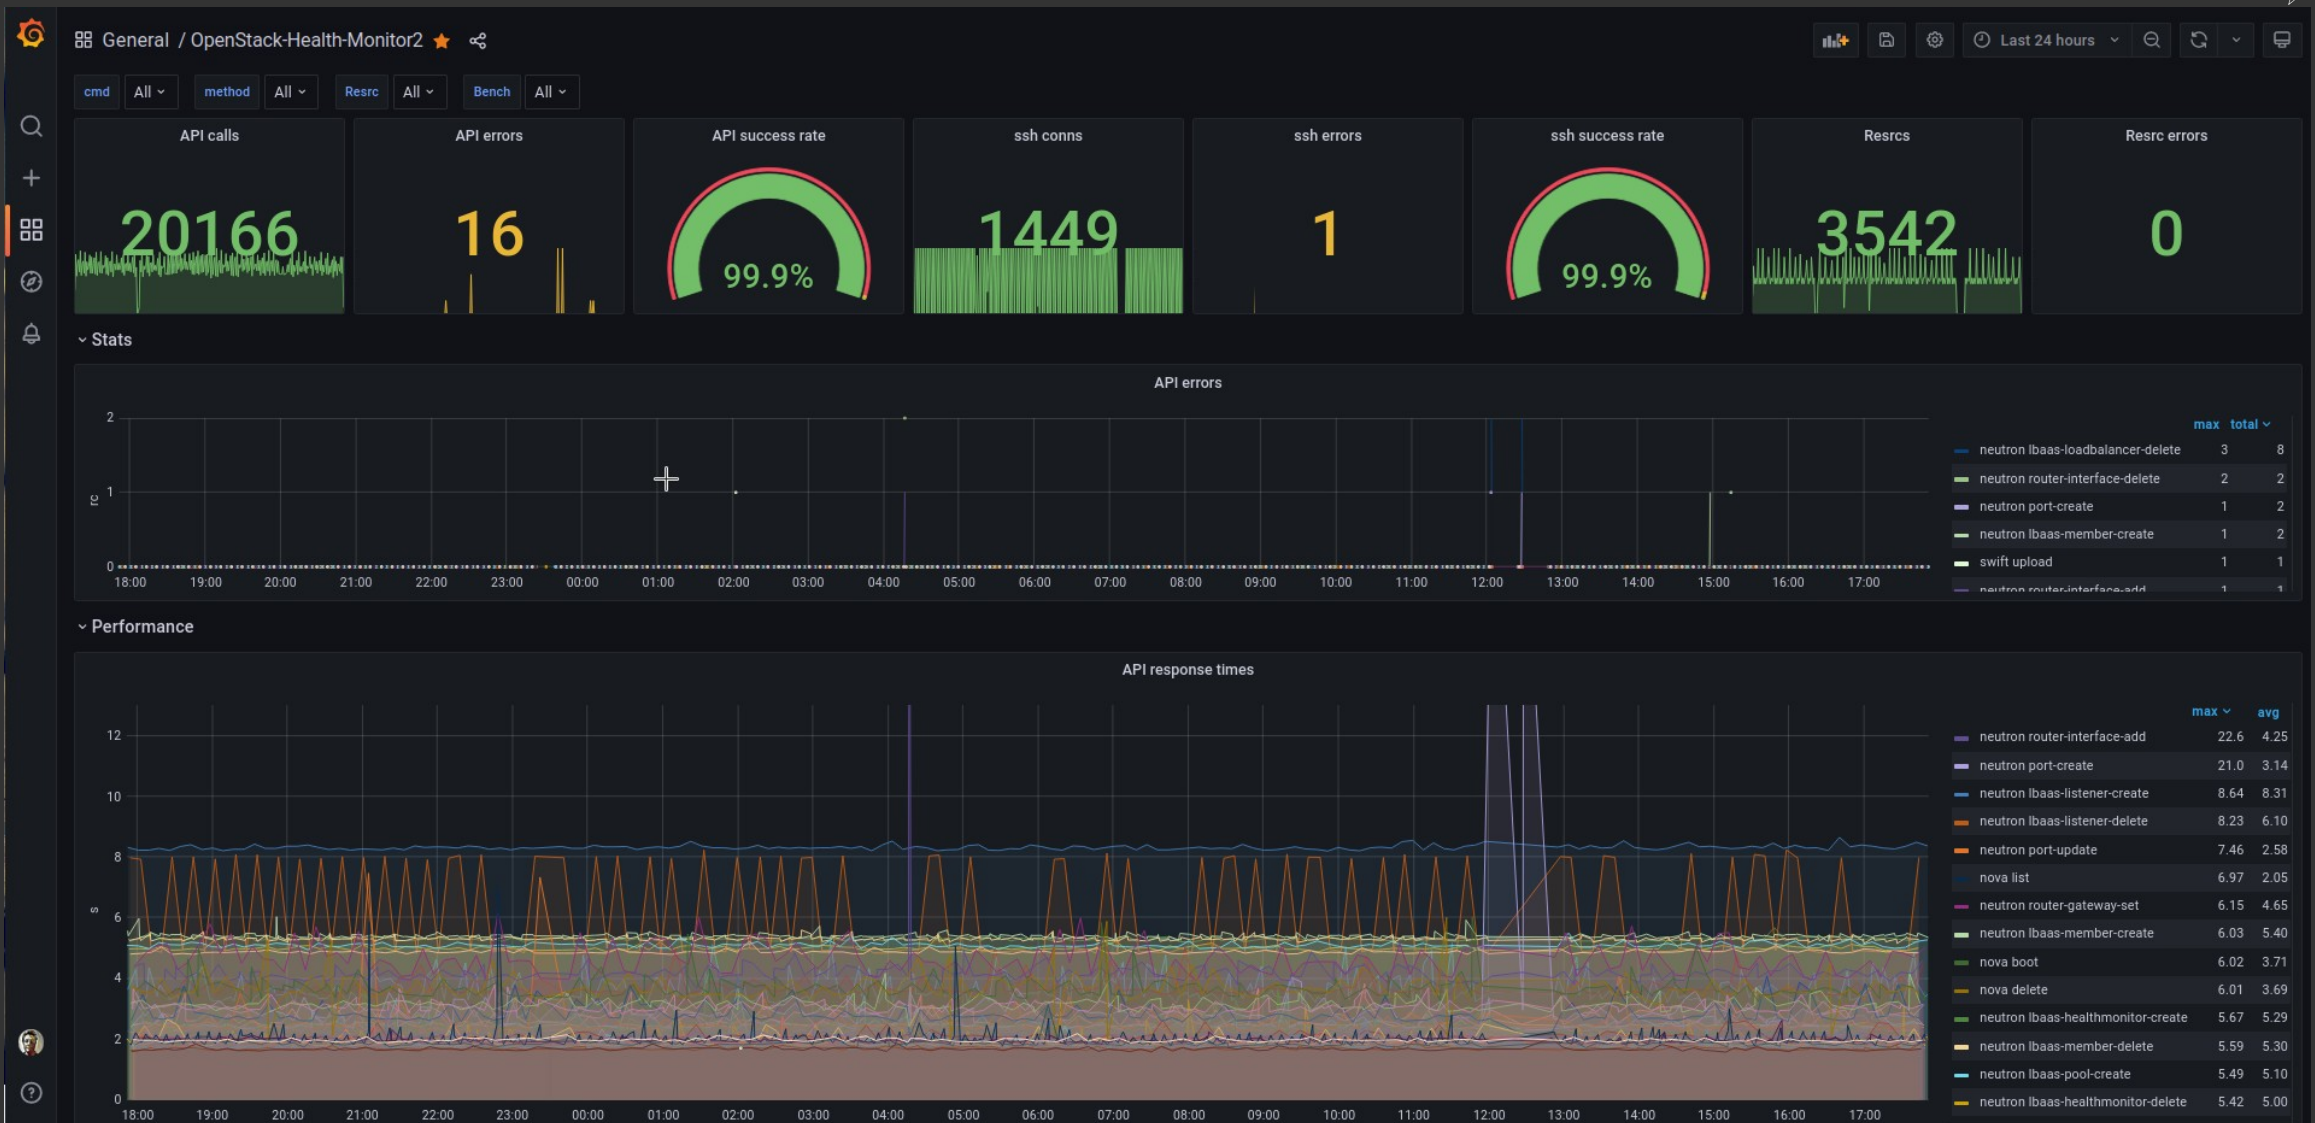 General / OpenStack-Health-Monitor2
Last 24 hours
cmd All method All Resrc All Bench All
API calls API errors API success rate ssh conns ssh errors ssh success rate Resrcs Resrc errors
20166 16 99.9% 1449 1 99.9% 3542 0
Stats
API errors
max total
neutron lbaas-loadbalancer-delete 3 8
neutron router-interface-delete 2 2
neutron port-create 1 2
neutron lbaas-member-create 1 2
swift upload 1 1
neutron router-interface-add 1 1
2
1
0
rc
18:00 19:00 20:00 21:00 22:00 23:00 00:00 01:00 02:00 03:00 04:00 05:00 06:00 07:00 08:00 09:00 10:00 11:00 12:00 13:00 14:00 15:00 16:00 17:00
Performance
API response times
max avg
neutron router-interface-add 22.6 4.25
neutron port-create 21.0 3.14
neutron lbaas-listener-create 8.64 8.31
neutron lbaas-listener-delete 8.23 6.10
neutron port-update 7.46 2.58
nova list 6.97 2.05
neutron router-gateway-set 6.15 4.65
neutron lbaas-member-create 6.03 5.40
nova boot 6.02 3.71
nova delete 6.01 3.69
neutron lbaas-healthmonitor-create 5.67 5.29
neutron lbaas-member-delete 5.59 5.30
neutron lbaas-pool-create 5.49 5.10
neutron lbaas-healthmonitor-delete 5.42 5.00
12
10
8
6
4
2
0
s
18:00 19:00 20:00 21:00 22:00 23:00 00:00 01:00 02:00 03:00 04:00 05:00 06:00 07:00 08:00 09:00 10:00 11:00 12:00 13:00 14:00 15:00 16:00 17:00